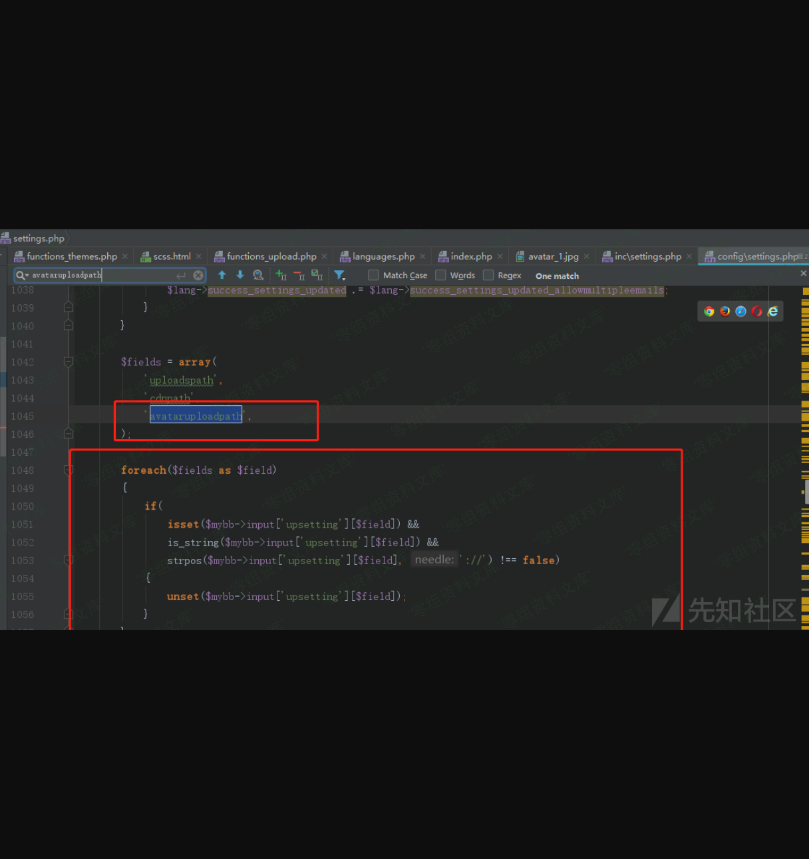 settings.php
functions_themes.php × scss.html × functions_upload.php × languages.php × index.php × avatar_1.jpg × inc\settings.php × config\settings.php
avataruploadpath Match Case Words Regex One match
1038 $lang->success_settings_updated .= $lang->success_settings_updated_allowmultipleemails;
1039 }
1040 }
1041
1042 $fields = array(
1043 'uploadspath',
1044 'cdnpath',
1045 'avataruploadpath',
1046 );
1047
1048 foreach($fields as $field)
1049 {
1050 if(
1051 isset($mybb->input['upsetting'][$field]) &&
1052 is_string($mybb->input['upsetting'][$field]) &&
1053 strpos($mybb->input['upsetting'][$field], needle: '://') !== false)
1054 {
1055 unset($mybb->input['upsetting'][$field]);
1056 }
先知社区